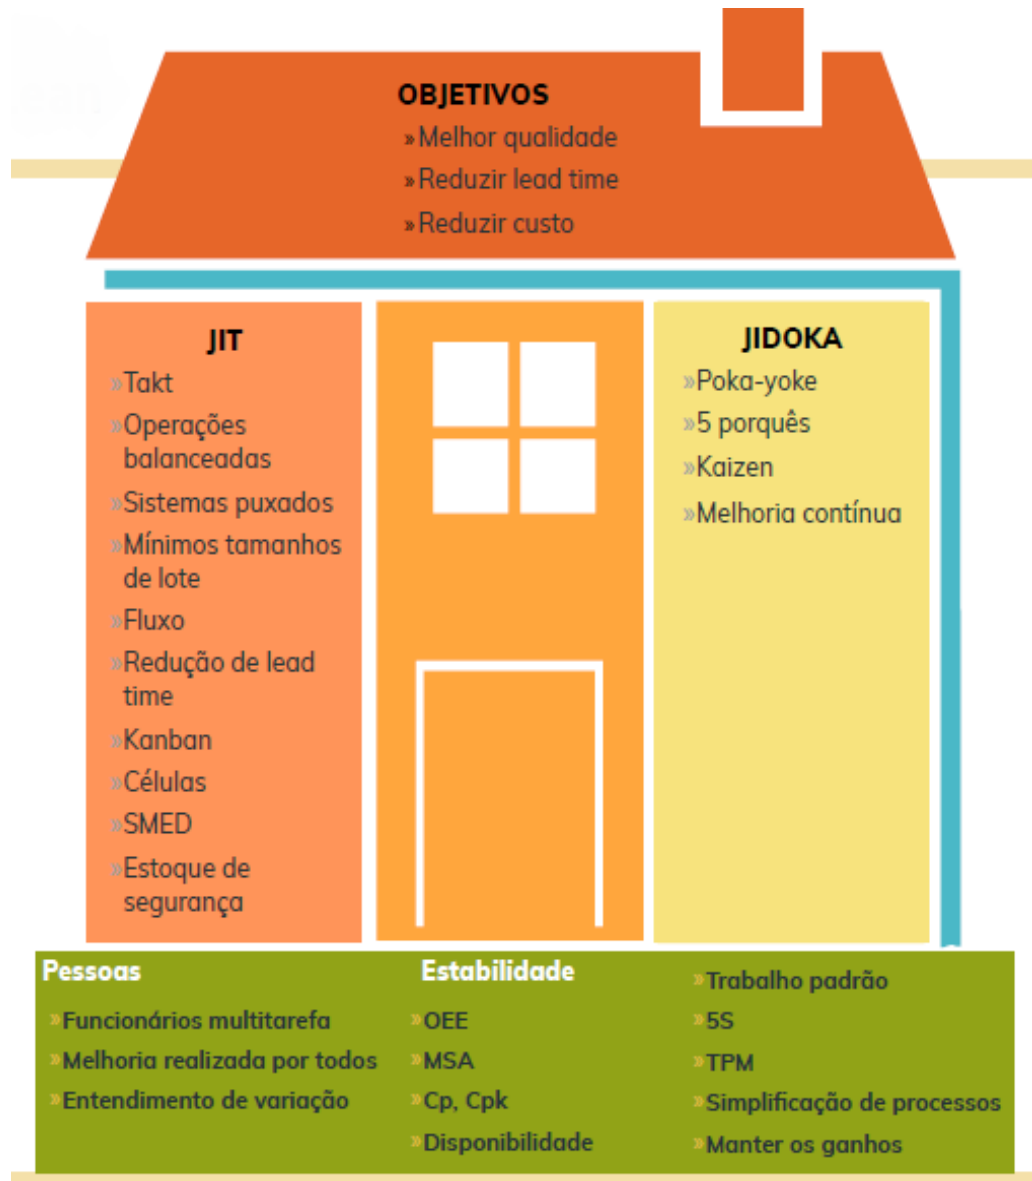 OBJETIVOS
» Melhor qualidade
» Reduzir lead time
» Reduzir custo
JIT
» Takt
» Operações
balanceadas
» Sistemas puxados
» Mínimos tamanhos
de lote
» Fluxo
» Redução de lead
time
» Kanban
» Células
» SMED
» Estoque de
segurança
JIDOKA
» Poka-yoke
» 5 porquês
» Kaizen
» Melhoria contínua
Pessoas
» Funcionários multitarefa
» Melhoria realizada por todos
» Entendimento de variação
Estabilidade
» OEE
» MSA
» Cp, Cpk
» Disponibilidade
» Trabalho padrão
» 5S
» TPM
» Simplificação de processos
» Manter os ganhos